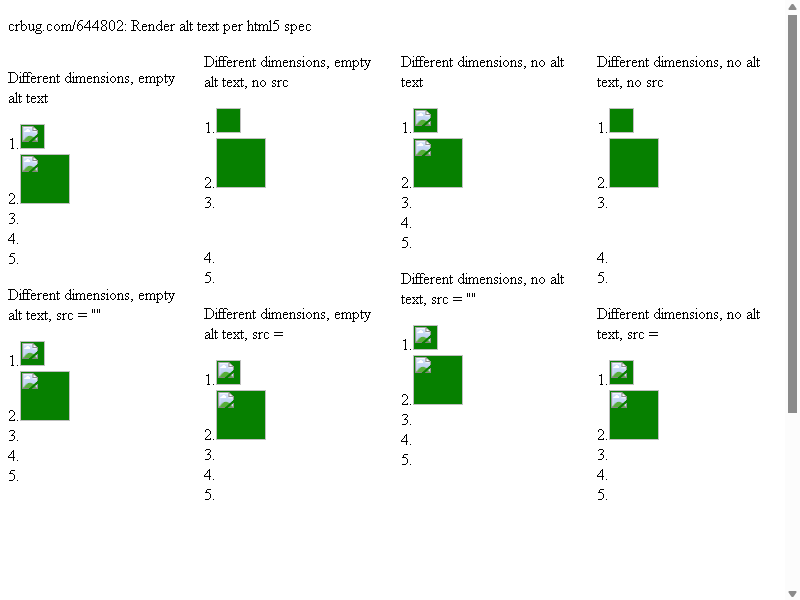 crbug.com/644802: Render alt text per html5 spec
Different dimensions, empty
alt text
1.
2.
3.
4.
5.
Different dimensions, empty
alt text, src = ""
1.
2.
3.
4.
5.
Different dimensions, empty
alt text, no src
1.
2.
3.
4.
5.
Different dimensions, empty
alt text, src =
1.
2.
3.
4.
5.
Different dimensions, no alt
text
1.
2.
3.
4.
5.
Different dimensions, no alt
text, src = ""
1.
2.
3.
4.
5.
Different dimensions, no alt
text, no src
1.
2.
3.
4.
5.
Different dimensions, no alt
text, src =
1.
2.
3.
4.
5.